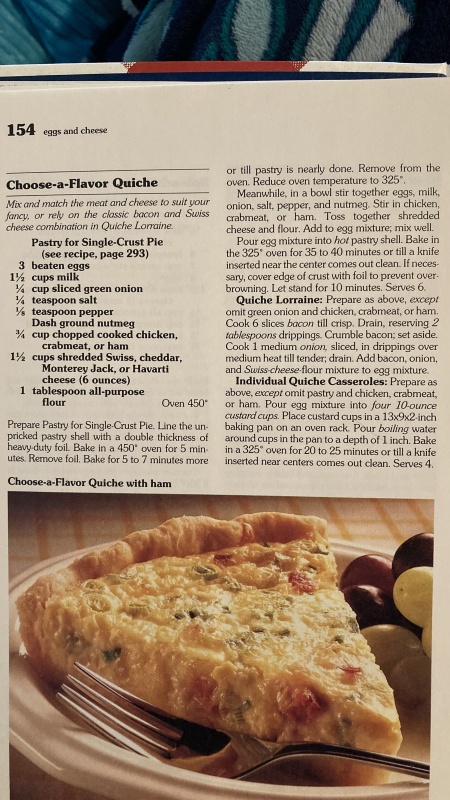 154 eggs and cheese
Choose-a-Flavor Quiche
Mix and match the meat and cheese to suit your
fancy, or rely on the classic bacon and Swiss
cheese combination in Quiche Lorraine.
Pastry for Single-Crust Pie
(see recipe, page 293)
3 beaten eggs
1½ cups milk
¼ cup sliced green onion
¼ teaspoon salt
⅛ teaspoon pepper
Dash ground nutmeg
¾ cup chopped cooked chicken,
crabmeat, or ham
1½ cups shredded Swiss, cheddar,
Monterey Jack, or Havarti
cheese (6 ounces)
1 tablespoon all-purpose
flour Oven 450°
Prepare Pastry for Single-Crust Pie. Line the un-
pricked pastry shell with a double thickness of
heavy-duty foil. Bake in a 450° oven for 5 min-
utes. Remove foil. Bake for 5 to 7 minutes more
or till pastry is nearly done. Remove from the
oven. Reduce oven temperature to 325°.
Meanwhile, in a bowl stir together eggs, milk,
onion, salt, pepper, and nutmeg. Stir in chicken,
crabmeat, or ham. Toss together shredded
cheese and flour. Add to egg mixture; mix well.
Pour egg mixture into hot pastry shell. Bake in
the 325° oven for 35 to 40 minutes or till a knife
inserted near the center comes out clean. If neces-
sary, cover edge of crust with foil to prevent over-
browning. Let stand for 10 minutes. Serves 6.
Quiche Lorraine: Prepare as above, except
omit green onion and chicken, crabmeat, or ham.
Cook 6 slices bacon till crisp. Drain, reserving 2
tablespoons drippings. Crumble bacon; set aside.
Cook 1 medium onion, sliced, in drippings over
medium heat till tender; drain. Add bacon, onion,
and Swiss-cheese-flour mixture to egg mixture.
Individual Quiche Casseroles: Prepare as
above, except omit pastry and chicken, crabmeat,
or ham. Pour egg mixture into four 10-ounce
custard cups. Place custard cups in a 13x9x2-inch
baking pan on an oven rack. Pour boiling water
around cups in the pan to a depth of 1 inch. Bake
in a 325° oven for 20 to 25 minutes or till a knife
inserted near centers comes out clean. Serves 4.
Choose-a-Flavor Quiche with ham